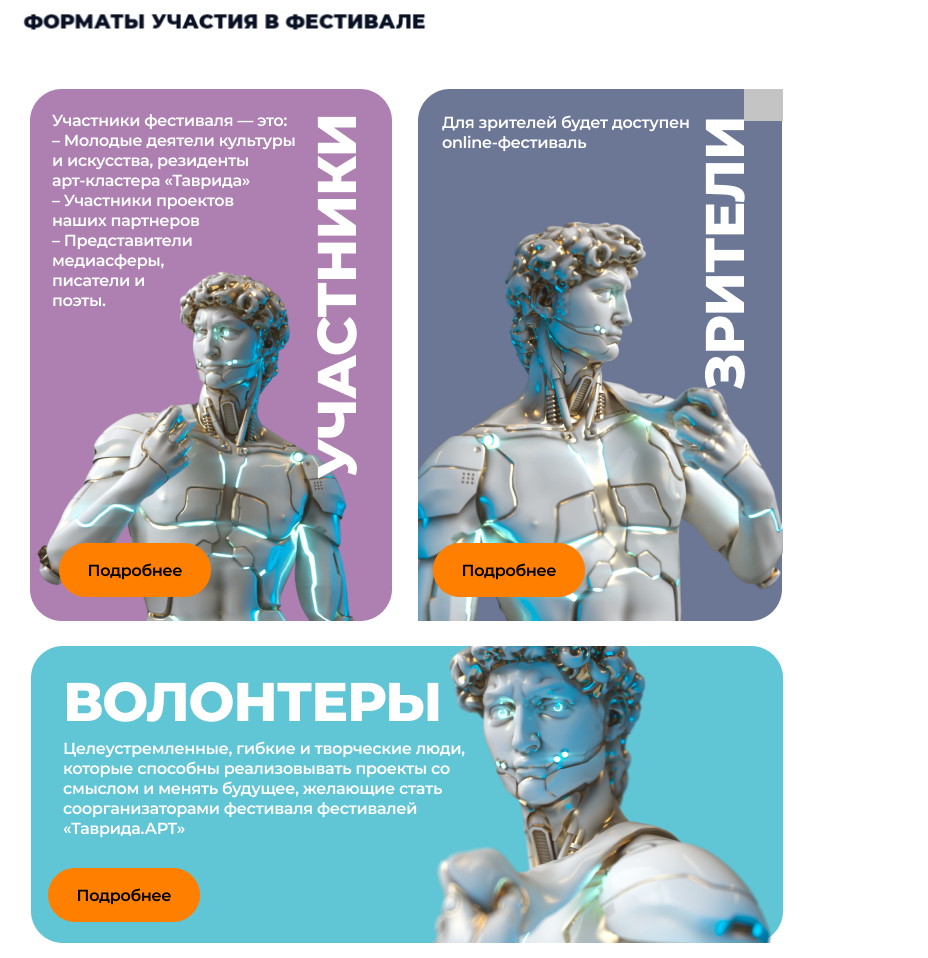 ФОРМАТЫ УЧАСТИЯ В ФЕСТИВАЛЕ
Участники фестиваля — это:
– Молодые деятели культуры
и искусства, резиденты
арт-кластера «Таврида»
– Участники проектов
наших партнеров
– Представители
медиасферы,
писатели и
поэты.
УЧАСТНИКИ
Подробнее
Для зрителей будет доступен
online-фестиваль
ЗРИТЕЛИ
Подробнее
ВОЛОНТЕРЫ
Целеустремленные, гибкие и творческие люди,
которые способны реализовывать проекты со
смыслом и менять будущее, желающие стать
соорганизаторами фестиваля фестивалей
«Таврида.АРТ»
Подробнее